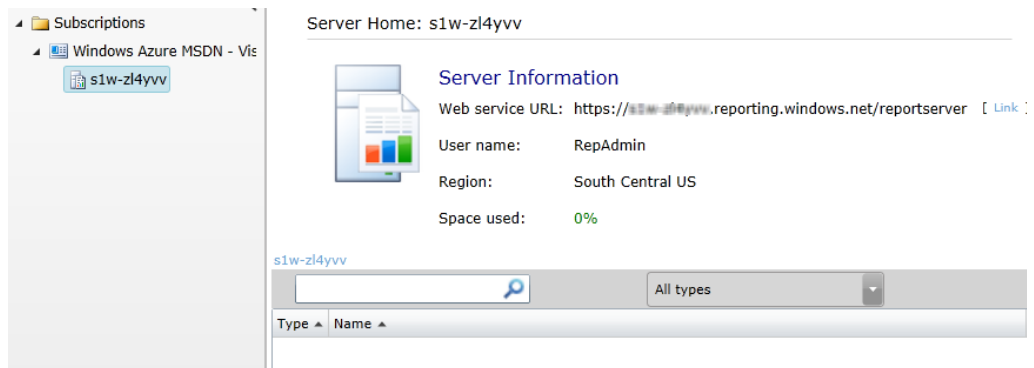 Subscriptions
Windows Azure MSDN - Vis
s1w-zl4yvv
Server Home: s1w-zl4yvv
Server Information
Web service URL: https:// .reporting.windows.net/reportserver [ Link ]
User name: RepAdmin
Region: South Central US
Space used: 0%
s1w-zl4yvv
All types
Type Name